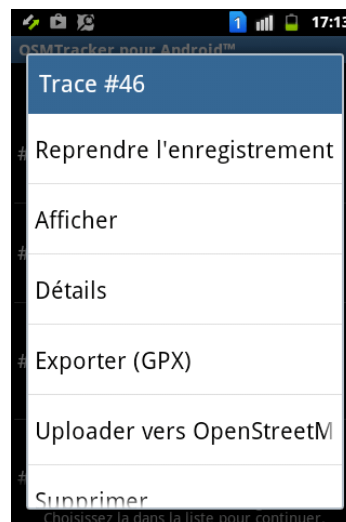 1 17:13
OSMTracker pour Android™
Trace #46
Reprendre l'enregistrement
#
Afficher
#
Détails
Exporter (GPX)
#
Uploader vers OpenStreetM
Supprimer
#
Choisissez la dans la liste pour continuer